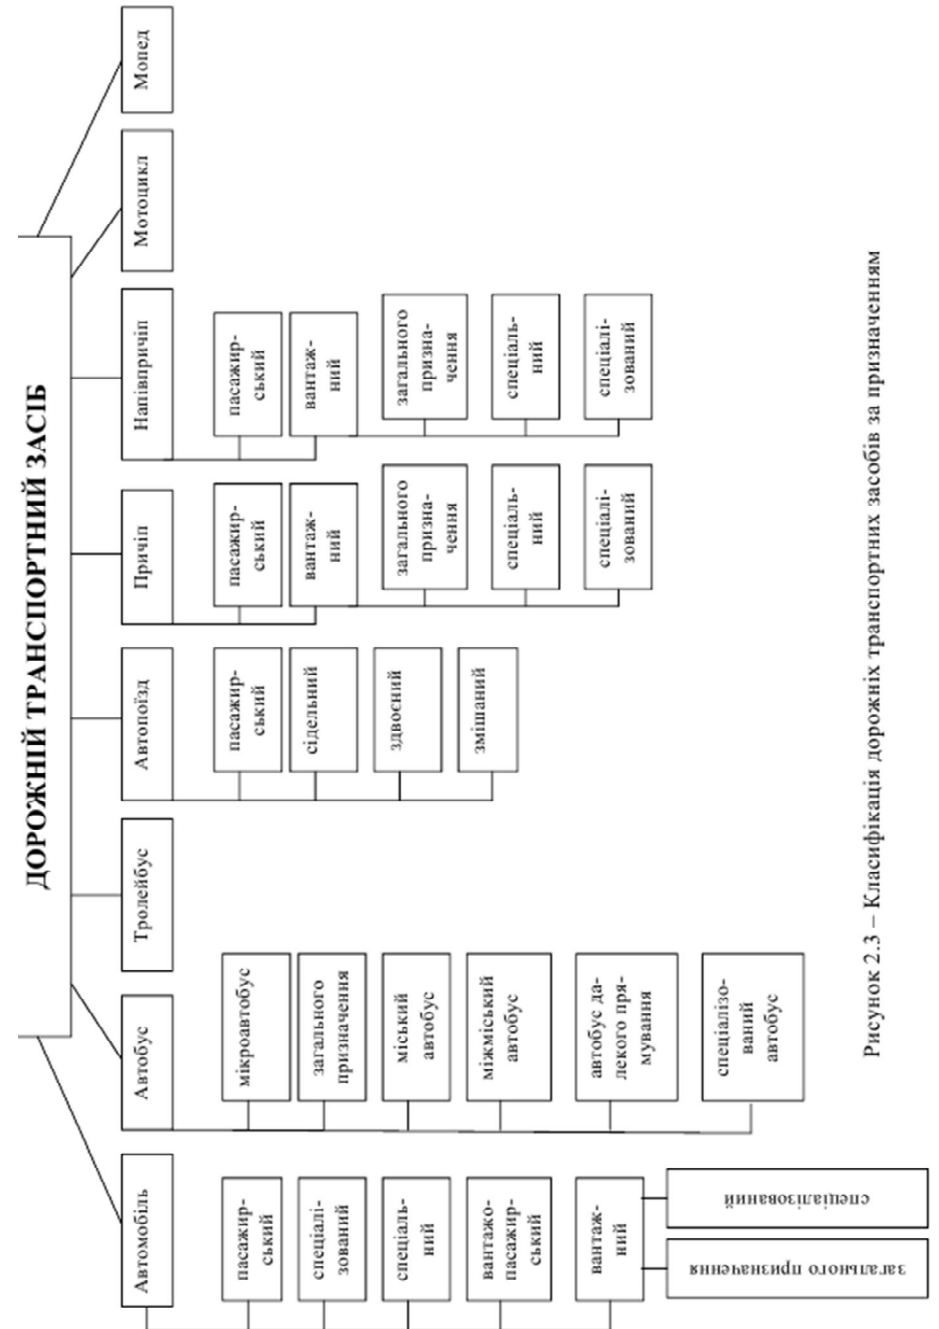 ДОРОЖНІЙ ТРАНСПОРТНИЙ ЗАСІБ
Автомобіль
пасажир-
ський
спеціалі-
зований
спеціаль-
ний
вантажо-
пасажир-
ський
вантаж-
ний
загального призначення
спеціалізований
Автобус
мікроавтобус
загального
призначення
міський
автобус
міжміський
автобус
автобус да-
лекого пря-
мування
спеціалізо-
ваний
автобус
Тролейбус
Автопоїзд
пасажир-
ський
сідельний
здвоєний
змішаний
Причіп
пасажир-
ський
вантаж-
ний
загального
призна-
чення
спеціаль-
ний
спеціалі-
зований
Напівпричіп
пасажир-
ський
вантаж-
ний
загального
призна-
чення
спеціаль-
ний
спеціалі-
зований
Мотоцикл
Мопед
Рисунок 2.3 – Класифікація дорожніх транспортних засобів за призначенням